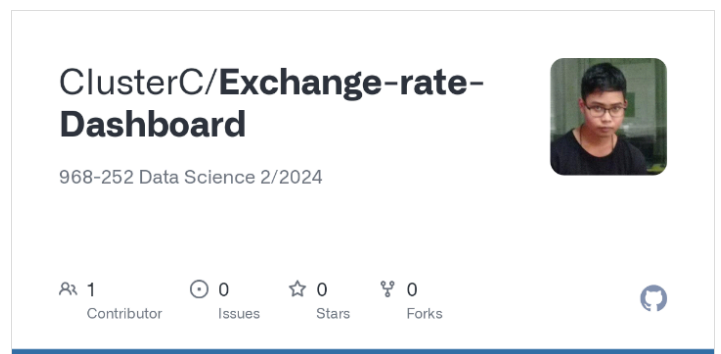 ClusterC/Exchange-rate-
Dashboard
968-252 Data Science 2/2024
1 0 0 0
Contributor Issues Stars Forks